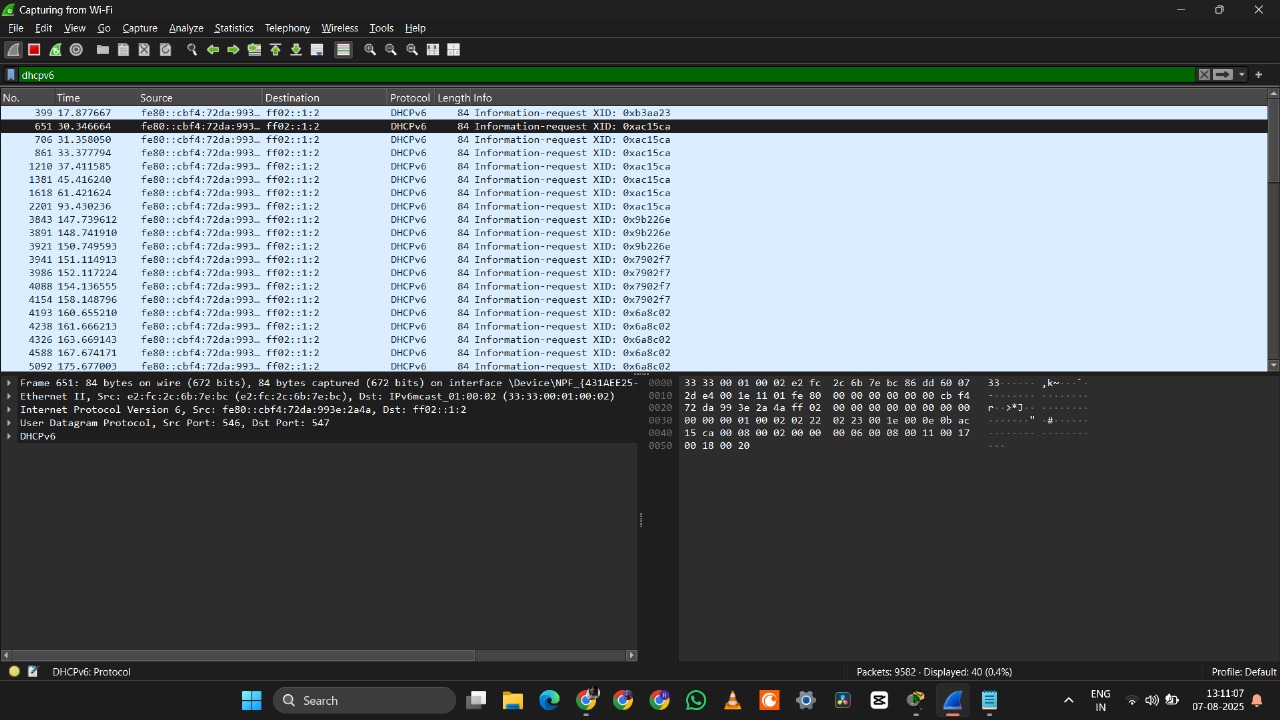 Capturing from Wi-Fi
File Edit View Go Capture Analyze Statistics Telephony Wireless Tools Help
dhcpv6
No. Time Source Destination Protocol Length Info
399 17.877667 fe80::cbf4:72da:993… ff02::1:2 DHCPv6 84 Information-request XID: 0xb3aa23
651 30.346664 fe80::cbf4:72da:993… ff02::1:2 DHCPv6 84 Information-request XID: 0xac15ca
706 31.358050 fe80::cbf4:72da:993… ff02::1:2 DHCPv6 84 Information-request XID: 0xac15ca
861 33.377794 fe80::cbf4:72da:993… ff02::1:2 DHCPv6 84 Information-request XID: 0xac15ca
1210 37.411585 fe80::cbf4:72da:993… ff02::1:2 DHCPv6 84 Information-request XID: 0xac15ca
1381 45.416240 fe80::cbf4:72da:993… ff02::1:2 DHCPv6 84 Information-request XID: 0xac15ca
1618 61.421624 fe80::cbf4:72da:993… ff02::1:2 DHCPv6 84 Information-request XID: 0xac15ca
2201 93.430236 fe80::cbf4:72da:993… ff02::1:2 DHCPv6 84 Information-request XID: 0xac15ca
3843 147.739612 fe80::cbf4:72da:993… ff02::1:2 DHCPv6 84 Information-request XID: 0x9b226e
3891 148.741910 fe80::cbf4:72da:993… ff02::1:2 DHCPv6 84 Information-request XID: 0x9b226e
3921 150.749593 fe80::cbf4:72da:993… ff02::1:2 DHCPv6 84 Information-request XID: 0x9b226e
3941 151.114913 fe80::cbf4:72da:993… ff02::1:2 DHCPv6 84 Information-request XID: 0x7902f7
3986 152.117224 fe80::cbf4:72da:993… ff02::1:2 DHCPv6 84 Information-request XID: 0x7902f7
4088 154.136555 fe80::cbf4:72da:993… ff02::1:2 DHCPv6 84 Information-request XID: 0x7902f7
4154 158.148796 fe80::cbf4:72da:993… ff02::1:2 DHCPv6 84 Information-request XID: 0x7902f7
4193 160.655210 fe80::cbf4:72da:993… ff02::1:2 DHCPv6 84 Information-request XID: 0x6a8c02
4238 161.666213 fe80::cbf4:72da:993… ff02::1:2 DHCPv6 84 Information-request XID: 0x6a8c02
4326 163.669143 fe80::cbf4:72da:993… ff02::1:2 DHCPv6 84 Information-request XID: 0x6a8c02
4588 167.674171 fe80::cbf4:72da:993… ff02::1:2 DHCPv6 84 Information-request XID: 0x6a8c02
5092 175.677003 fe80::cbf4:72da:993… ff02::1:2 DHCPv6 84 Information-request XID: 0x6a8c02
Frame 651: 84 bytes on wire (672 bits), 84 bytes captured (672 bits) on interface \Device\NPF_{431AEE25-
Ethernet II, Src: e2:fc:2c:6b:7e:bc (e2:fc:2c:6b:7e:bc), Dst: IPv6mcast_01:00:02 (33:33:00:01:00:02)
Internet Protocol Version 6, Src: fe80::cbf4:72da:993e:2a4a, Dst: ff02::1:2
User Datagram Protocol, Src Port: 546, Dst Port: 547
DHCPv6
0000 33 33 00 01 00 02 e2 fc 2c 6b 7e bc 86 dd 60 07 33······ ,k~···`·
0010 2d e4 00 1e 11 01 fe 80 00 00 00 00 00 00 cb f4 -······· ········
0020 72 da 99 3e 2a 4a ff 02 00 00 00 00 00 00 00 00 r··>*J·· ········
0030 00 00 00 01 00 02 02 22 02 23 00 1e 00 0e 0b ac ·······" ·#······
0040 15 ca 00 08 00 02 00 00 00 06 00 08 00 11 00 17 ········ ········
0050 00 18 00 20 ···
DHCPv6: Protocol
Packets: 9582 · Displayed: 40 (0.4%)
Profile: Default
Search
ENG
IN
13:11:07
07-08-2025